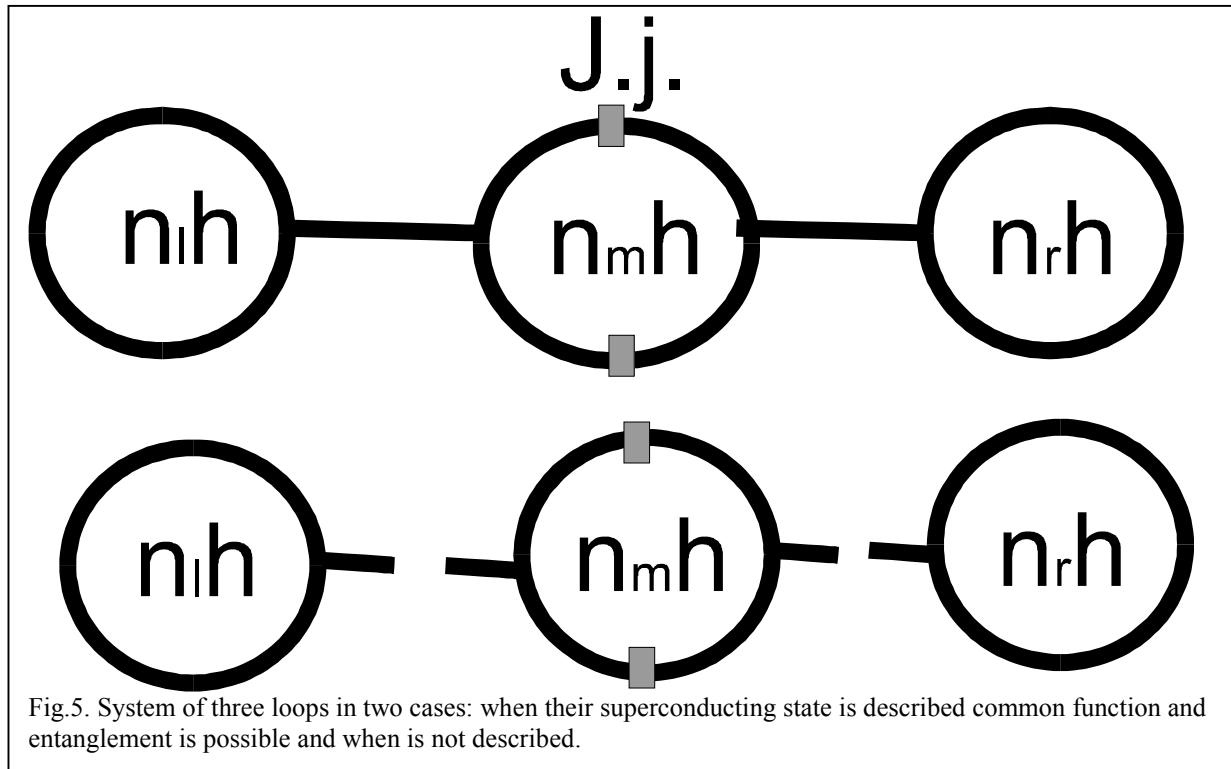 J.j.
nlh nmh nrh
nlh nmh nrh
Fig.5. System of three loops in two cases: when their superconducting state is described common function and
entanglement is possible and when is not described.